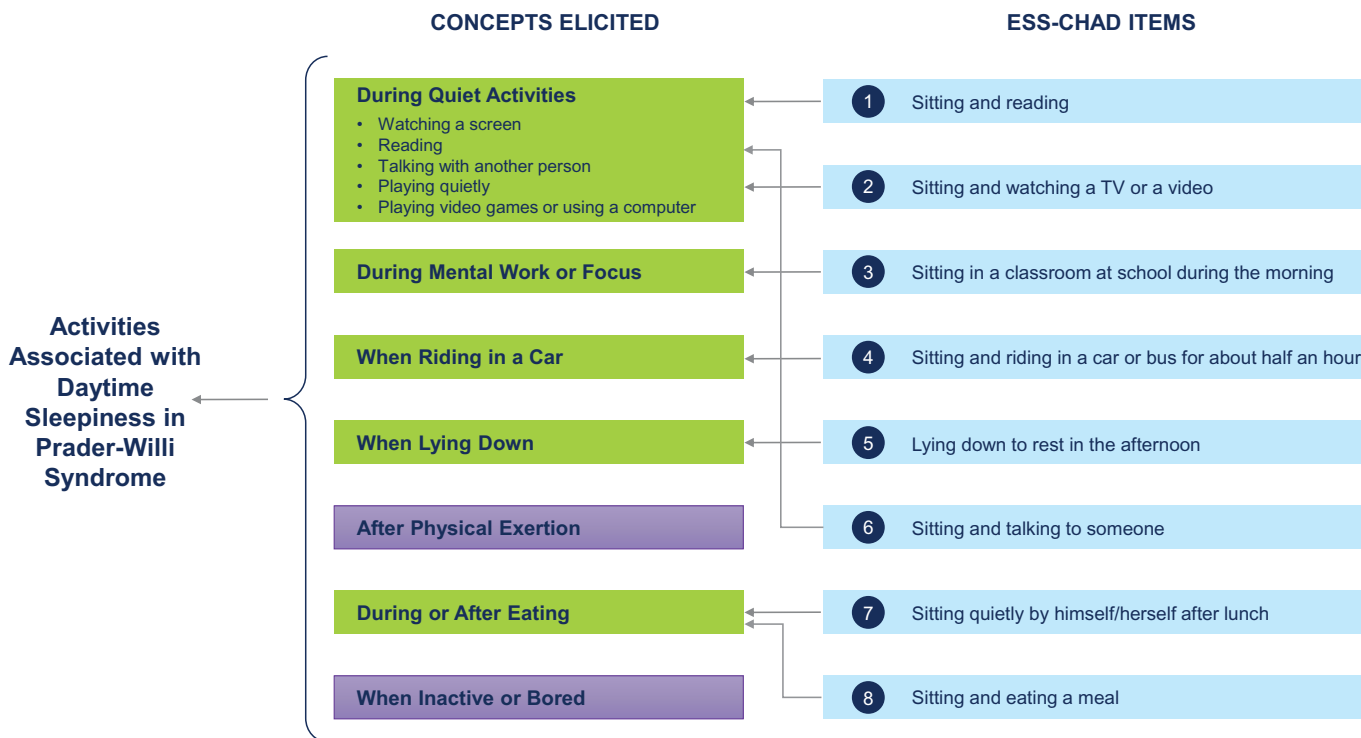 CONCEPTS ELICITED
ESS-CHAD ITEMS
Activities
Associated with
Daytime
Sleepiness in
Prader-Willi
Syndrome
During Quiet Activities
• Watching a screen
• Reading
• Talking with another person
• Playing quietly
• Playing video games or using a computer
During Mental Work or Focus
When Riding in a Car
When Lying Down
After Physical Exertion
During or After Eating
When Inactive or Bored
1 Sitting and reading
2 Sitting and watching a TV or a video
3 Sitting in a classroom at school during the morning
4 Sitting and riding in a car or bus for about half an hour
5 Lying down to rest in the afternoon
6 Sitting and talking to someone
7 Sitting quietly by himself/herself after lunch
8 Sitting and eating a meal